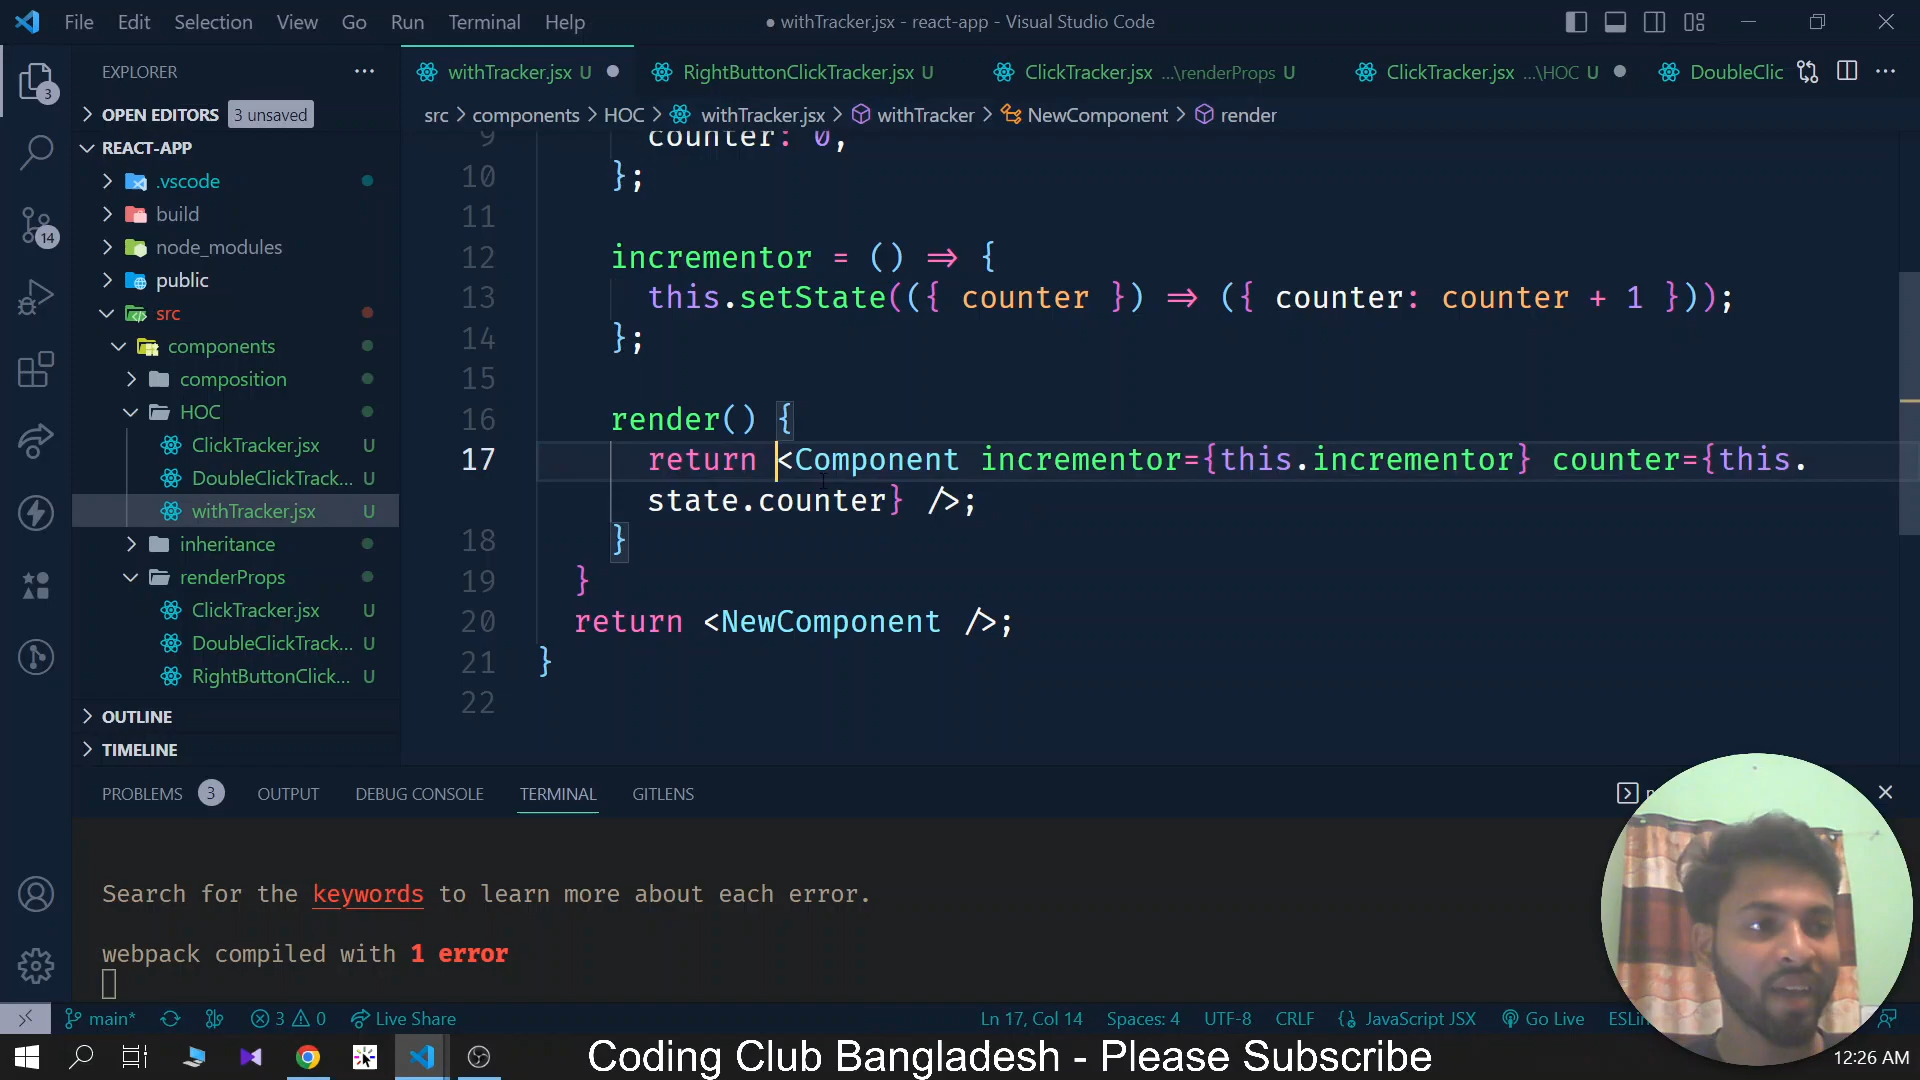 File Edit Selection View Go Run Terminal Help
● withTracker.jsx - react-app - Visual Studio Code
EXPLORER
withTracker.jsx U
RightButtonClickTracker.jsx U
ClickTracker.jsx ...\renderProps U
ClickTracker.jsx ...\HOC U
DoubleClic
src > components > HOC > withTracker.jsx > withTracker > NewComponent > render
3
OPEN EDITORS 3 unsaved
REACT-APP
.vscode
build
node_modules
public
src
components
composition
HOC
ClickTracker.jsx U
DoubleClickTrack... U
withTracker.jsx U
inheritance
renderProps
ClickTracker.jsx U
DoubleClickTrack... U
RightButtonClick... U
OUTLINE
TIMELINE
14
9 counter: 0,
10 };
11
12 incrementor = () => {
13 this.setState(({ counter }) => ({ counter: counter + 1 }));
14 };
15
16 render() {
17 return <Component incrementor={this.incrementor} counter={this.
state.counter} />;
18 }
19 }
20 return <NewComponent />;
21 }
22
PROBLEMS 3 OUTPUT DEBUG CONSOLE TERMINAL GITLENS
Search for the keywords to learn more about each error.
webpack compiled with 1 error
main* 3 0 Live Share
Ln 17, Col 14 Spaces: 4 UTF-8 CRLF JavaScript JSX Go Live
Coding Club Bangladesh - Please Subscribe
12:26 AM